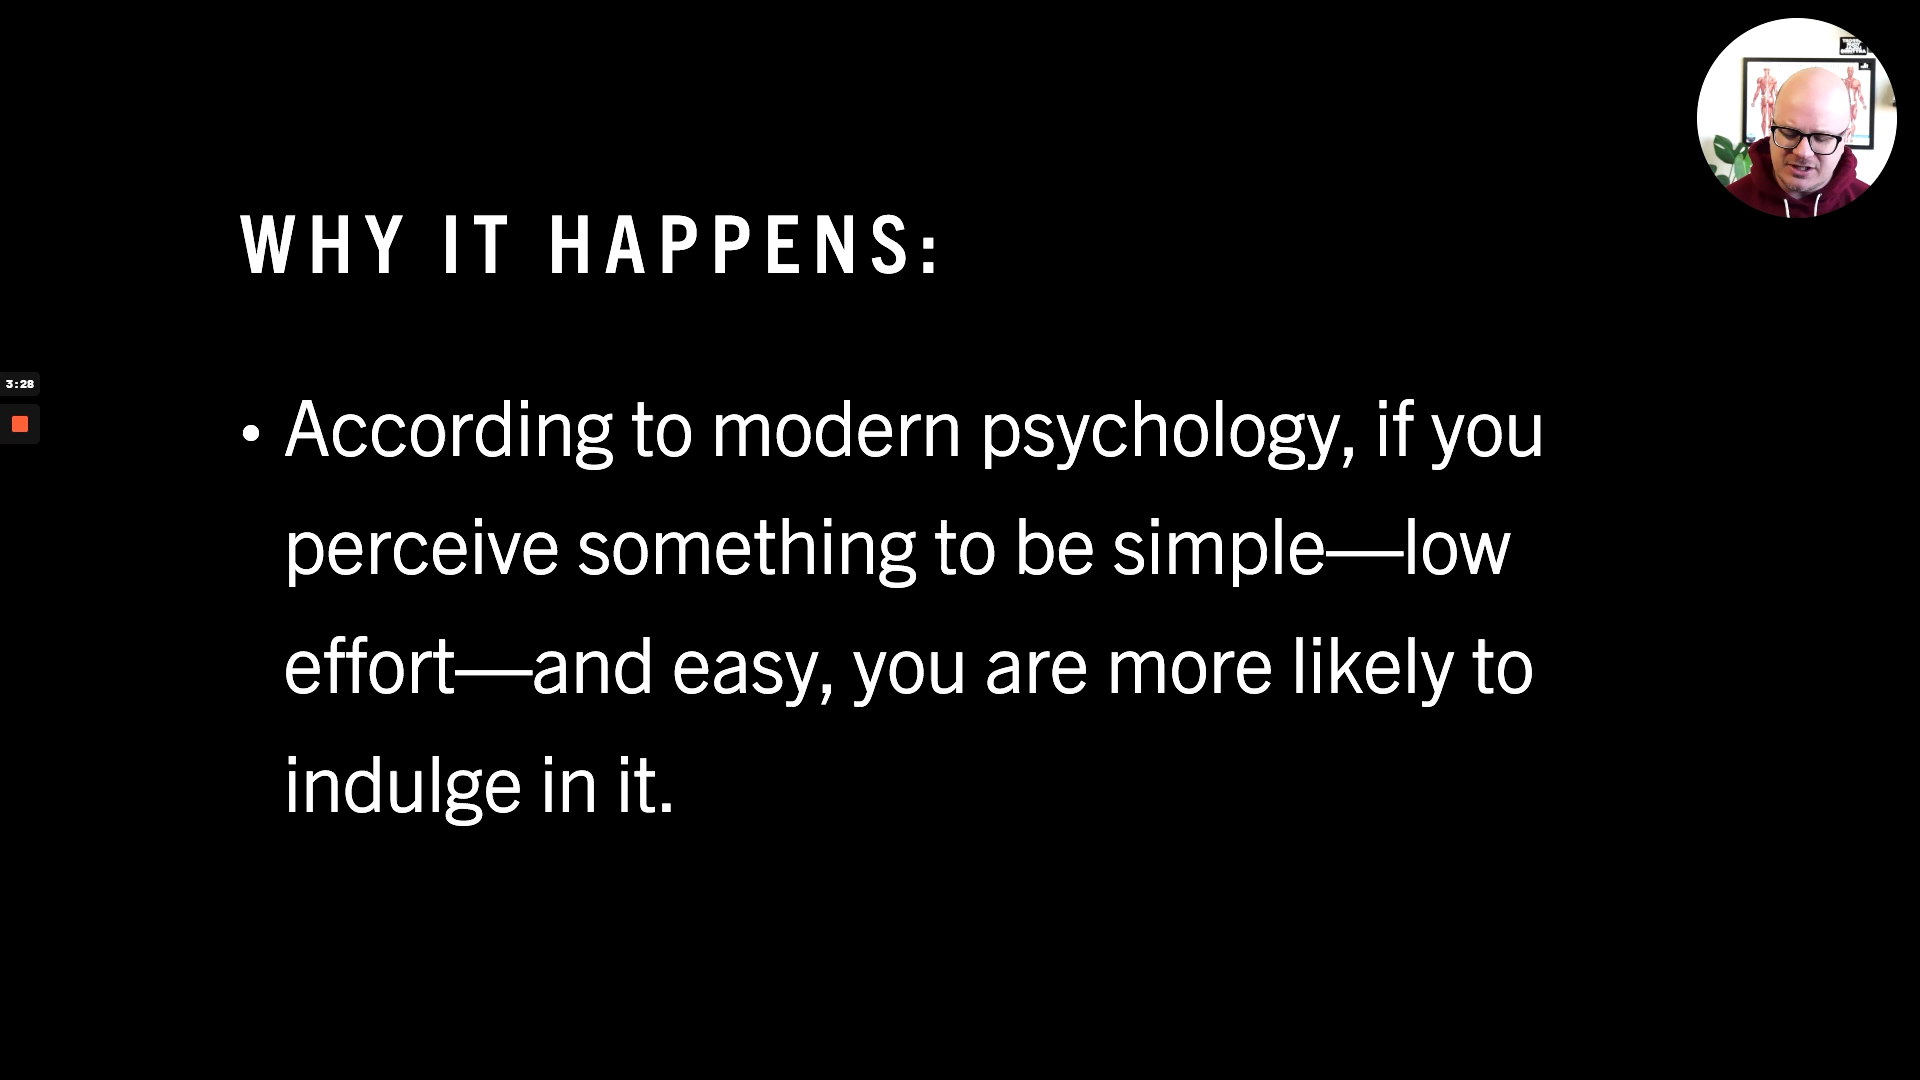 WHY IT HAPPENS:
3:28
• According to modern psychology, if you
perceive something to be simple—low
effort—and easy, you are more likely to
indulge in it.